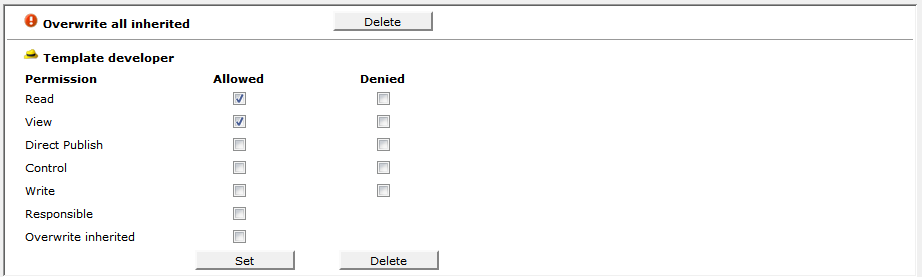 Overwrite all inherited Delete
Template developer
Permission Allowed Denied
Read
View
Direct Publish
Control
Write
Responsible
Overwrite inherited
Set Delete